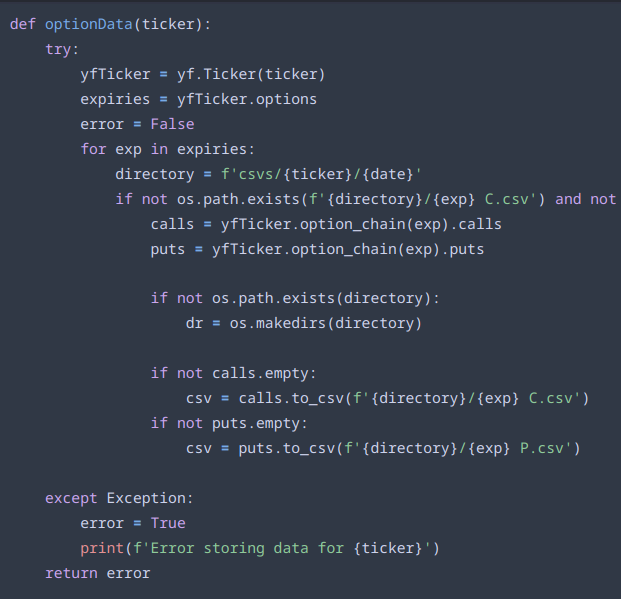 def optionData(ticker):
    try:
        yfTicker = yf.Ticker(ticker)
        expiries = yfTicker.options
        error = False
        for exp in expiries:
            directory = f'csvs/{ticker}/{date}'
            if not os.path.exists(f'{directory}/{exp} C.csv') and not
                calls = yfTicker.option_chain(exp).calls
                puts = yfTicker.option_chain(exp).puts

                if not os.path.exists(directory):
                    dr = os.makedirs(directory)

                if not calls.empty:
                    csv = calls.to_csv(f'{directory}/{exp} C.csv')
                if not puts.empty:
                    csv = puts.to_csv(f'{directory}/{exp} P.csv')

    except Exception:
        error = True
        print(f'Error storing data for {ticker}')
    return error